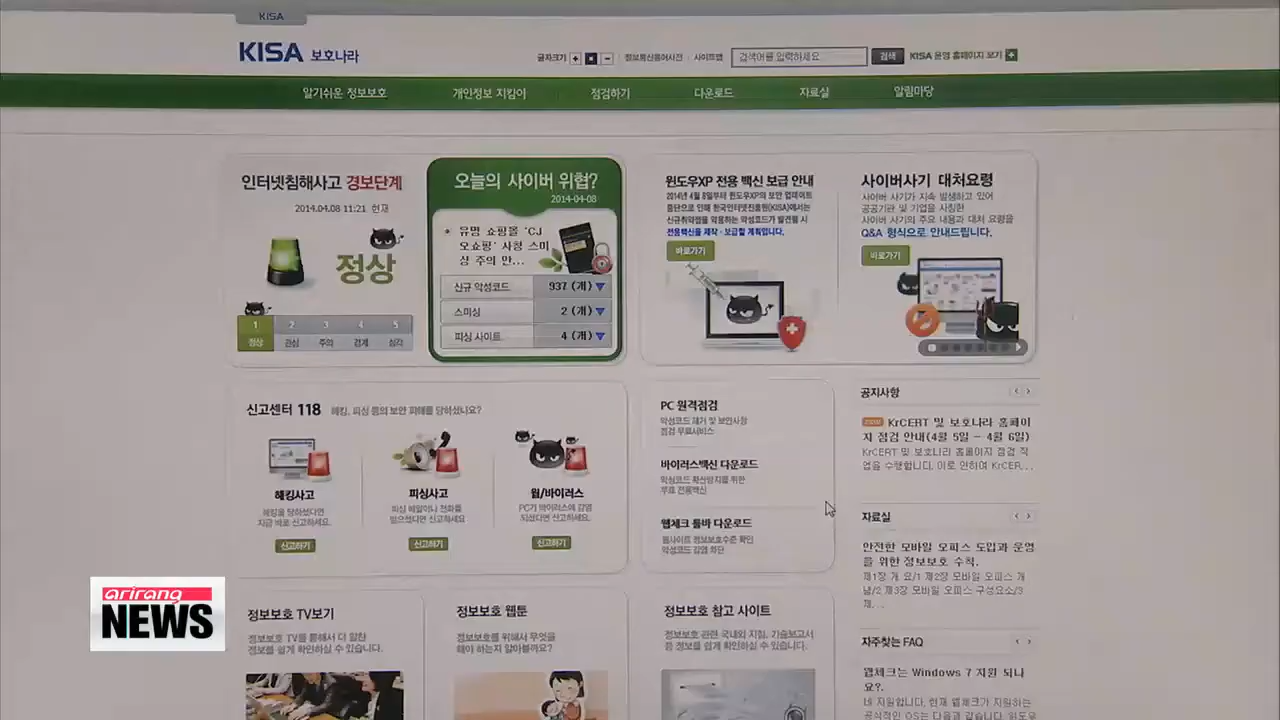 KISA
KISA 보호나라
글자크기 + ■ - 정보통신용어사전 · 사이트맵 검색어를 입력하세요 검색 KISA 운영 홈페이지 보기 +
알기쉬운 정보보호 개인정보 지킴이 점검하기 다운로드 자료실 알림마당
인터넷침해사고 경보단계
2014.04.08 11:21 현재
정상
1 2 3 4 5
정상 관심 주의 경계 심각
오늘의 사이버 위협?
2014-04-08
유명 쇼핑몰 'CJ
오쇼핑' 사칭 스미
싱 주의 만...
신규 악성코드 937 (개) ▼
스미싱 2 (개) ▼
피싱 사이트 4 (개) ▼
윈도우XP 전용 백신 보급 안내
2014년 4월 8일부터 윈도우XP의 보안 업데이트
중단으로 인해 한국인터넷진흥원(KISA)에서는
신규취약점을 악용하는 악성코드가 발견될 시
전용백신을 제작·보급할 계획입니다.
바로가기
사이버사기 대처요령
사이버 사기가 지속 발생하고 있어
공공기관 및 기업을 사칭한
사이버 사기의 주요 내용과 대처 요령을
Q&A 형식으로 안내드립니다.
바로가기
신고센터 118 해킹, 피싱 등의 보안 피해를 당하셨나요?
해킹사고
해킹을 당하셨다면
지금 바로 신고하세요.
신고하기
피싱사고
피싱 메일이나 전화를
받으셨다면 신고하세요
신고하기
웜/바이러스
PC가 바이러스에 감염
되셨다면 신고하세요.
신고하기
PC 원격점검
악성코드 제거 및 보안사항
점검 무료서비스
바이러스백신 다운로드
악성코드 확산방지를 위한
무료 전용백신
웹체크 툴바 다운로드
웹사이트 정보보호수준 확인
악성코드 감염 차단
공지사항
KrCERT 및 보호나라 홈페이
지 점검 안내(4월 5일 - 4월 6일)
KrCERT 및 보호나라 홈페이지 점검 작
업을 수행합니다. 이로 인하여 KrCER...
자료실
안전한 모바일 오피스 도입과 운영
을 위한 정보보호 수칙.
제1장 개 요/1 제2장 모바일 오피스 개
념/2 제3장 모바일 오피스 구성요소/3
제...
자주찾는 FAQ
웹체크는 Windows 7 지원 되나
요?.
네 지원합니다. 현재 웹체크가 지원하는
공식적인 OS는 다음과 같습니다. 윈도우
정보보호 TV보기
정보보호 TV를 통해서 더 알찬
정보를 쉽게 확인하실 수 있습니다.
정보보호 웹툰
정보보호를 위해서 무엇을
해야 하는지 알아볼까요?
정보보호 참고 사이트
정보보호 관련 국내외 지침, 기술보고서
등 정보를 쉽게 확인하실 수 있습니다.
arirang
NEWS